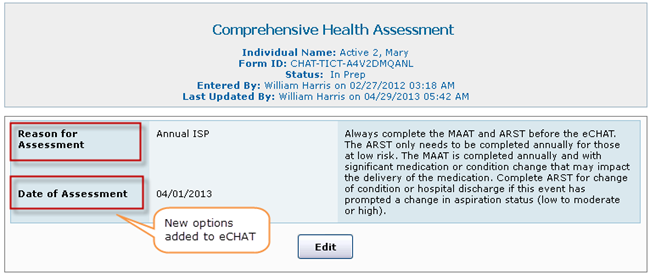 Comprehensive Health Assessment
Individual Name: Active 2, Mary
Form ID: CHAT-TICT-A4V2DMQANL
Status: In Prep
Entered By: William Harris on 02/27/2012 03:18 AM
Last Updated By: William Harris on 04/29/2013 05:42 AM
Reason for
Assessment
Annual ISP
Date of Assessment
04/01/2013
Always complete the MAAT and ARST before the eCHAT.
The ARST only needs to be completed annually for those
at low risk. The MAAT is completed annually and with
significant medication or condition change that may impact
the delivery of the medication. Complete ARST for change
of condition or hospital discharge if this event has
prompted a change in aspiration status (low to moderate
or high).
New options
added to eCHAT
Edit